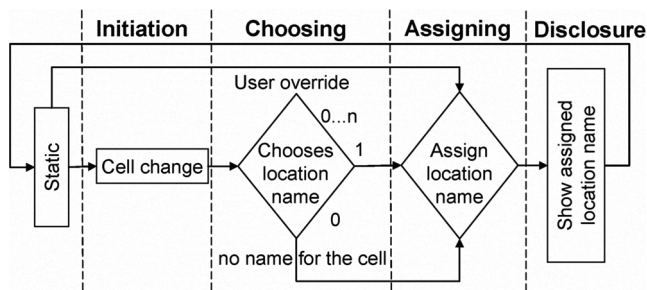 Initiation
Choosing
Assigning
Disclosure
User override
0...n
Static
Cell change
Chooses
location
name
1
0
no name for the cell
Assign
location
name
Show assigned
location name